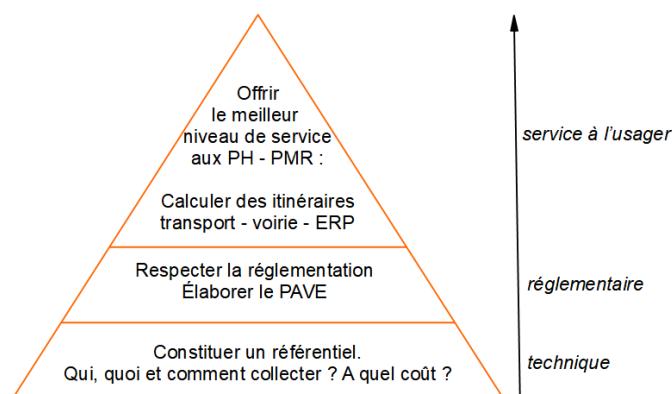 Offrir
le meilleur
niveau de service
aux PH - PMR :
Calculer des itinéraires
transport - voirie - ERP
service à l'usager
Respecter la réglementation
Élaborer le PAVE
réglementaire
Constituer un référentiel.
Qui, quoi et comment collecter ? A quel coût ?
technique